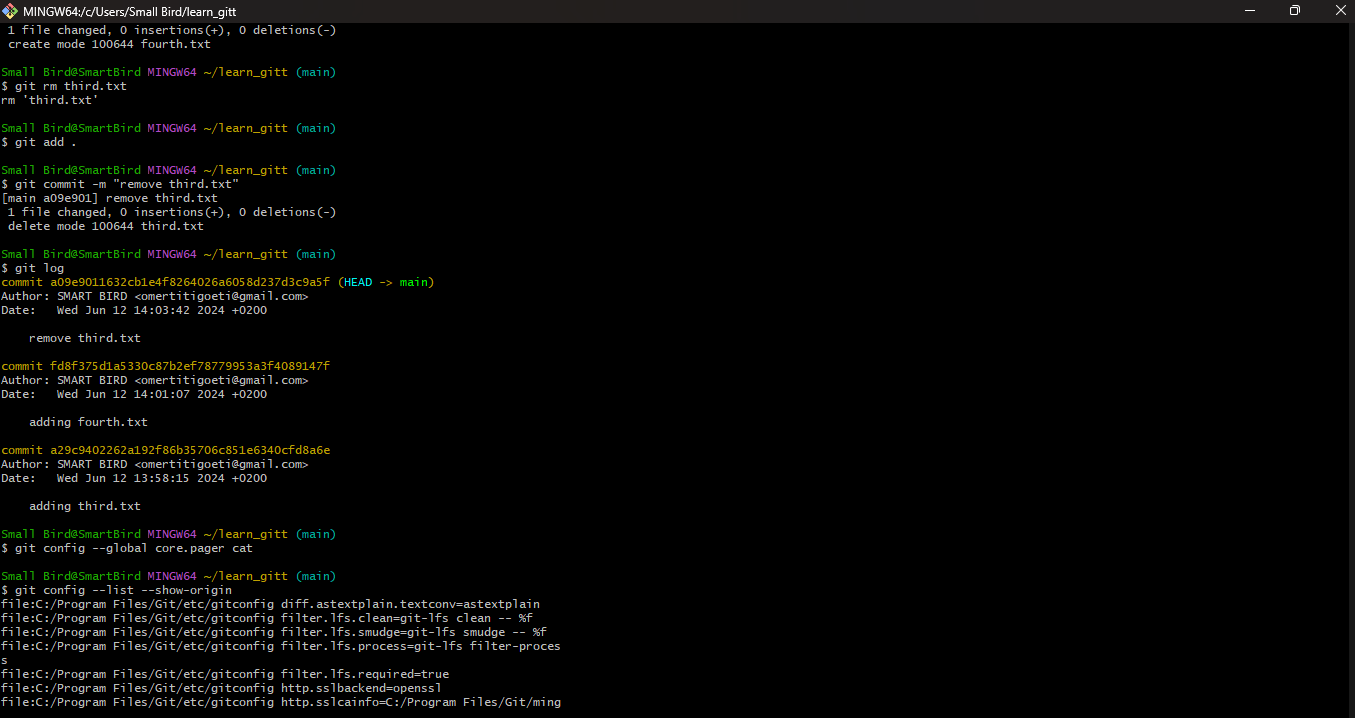 MINGW64:/c/Users/Small Bird/learn_gitt
1 file changed, 0 insertions(+), 0 deletions(-)
create mode 100644 fourth.txt
Small Bird@SmartBird MINGW64 ~/learn_gitt (main)
$ git rm third.txt
rm 'third.txt'
Small Bird@SmartBird MINGW64 ~/learn_gitt (main)
$ git add .
Small Bird@SmartBird MINGW64 ~/learn_gitt (main)
$ git commit -m "remove third.txt"
[main a09e901] remove third.txt
1 file changed, 0 insertions(+), 0 deletions(-)
delete mode 100644 third.txt
Small Bird@SmartBird MINGW64 ~/learn_gitt (main)
$ git log
commit a09e9011632cb1e4f8264026a6058d237d3c9a5f (HEAD -> main)
Author: SMART BIRD <omertitigoeti@gmail.com>
Date:   Wed Jun 12 14:03:42 2024 +0200
remove third.txt
commit fd8f375d1a5330c87b2ef78779953a3f4089147f
Author: SMART BIRD <omertitigoeti@gmail.com>
Date:   Wed Jun 12 14:01:07 2024 +0200
adding fourth.txt
commit a29c9402262a192f86b35706c851e6340cfd8a6e
Author: SMART BIRD <omertitigoeti@gmail.com>
Date:   Wed Jun 12 13:58:15 2024 +0200
adding third.txt
Small Bird@SmartBird MINGW64 ~/learn_gitt (main)
$ git config --global core.pager cat
Small Bird@SmartBird MINGW64 ~/learn_gitt (main)
$ git config --list --show-origin
file:C:/Program Files/Git/etc/gitconfig diff.astextplain.textconv=astextplain
file:C:/Program Files/Git/etc/gitconfig filter.lfs.clean=git-lfs clean -- %f
file:C:/Program Files/Git/etc/gitconfig filter.lfs.smudge=git-lfs smudge -- %f
file:C:/Program Files/Git/etc/gitconfig filter.lfs.process=git-lfs filter-proces
s
file:C:/Program Files/Git/etc/gitconfig filter.lfs.required=true
file:C:/Program Files/Git/etc/gitconfig http.sslbackend=openssl
file:C:/Program Files/Git/etc/gitconfig http.sslcainfo=C:/Program Files/Git/ming